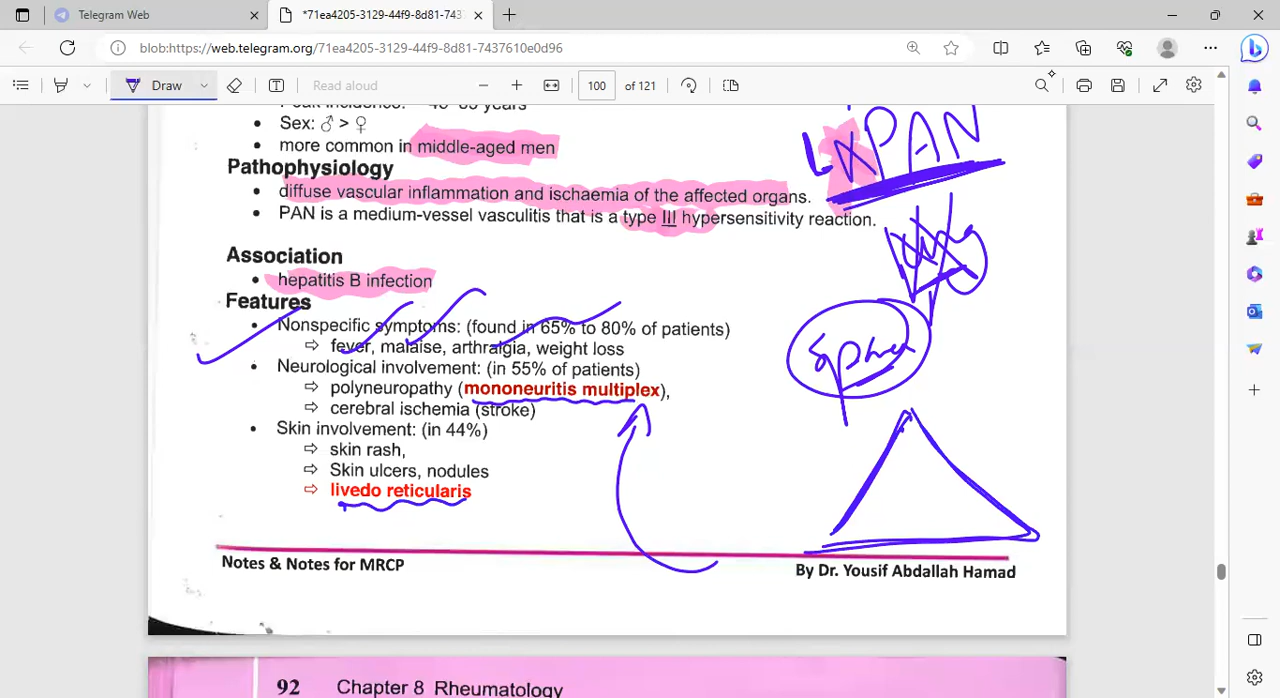 Telegram Web
*71ea4205-3129-44f9-8d81-743
blob:https://web.telegram.org/71ea4205-3129-44f9-8d81-7437610e0d96
Draw
Read aloud
100 of 121
• Sex: ♂ > ♀
• more common in middle-aged men
PAN
Pathophysiology
• diffuse vascular inflammation and ischaemia of the affected organs.
• PAN is a medium-vessel vasculitis that is a type III hypersensitivity reaction.
Association
• hepatitis B infection
Features
• Nonspecific symptoms: (found in 65% to 80% of patients)
⇨ fever, malaise, arthralgia, weight loss
• Neurological involvement: (in 55% of patients)
⇨ polyneuropathy (mononeuritis multiplex),
⇨ cerebral ischemia (stroke)
• Skin involvement: (in 44%)
⇨ skin rash,
⇨ Skin ulcers, nodules
⇨ livedo reticularis
Notes & Notes for MRCP
By Dr. Yousif Abdallah Hamad
92 Chapter 8 Rheumatology